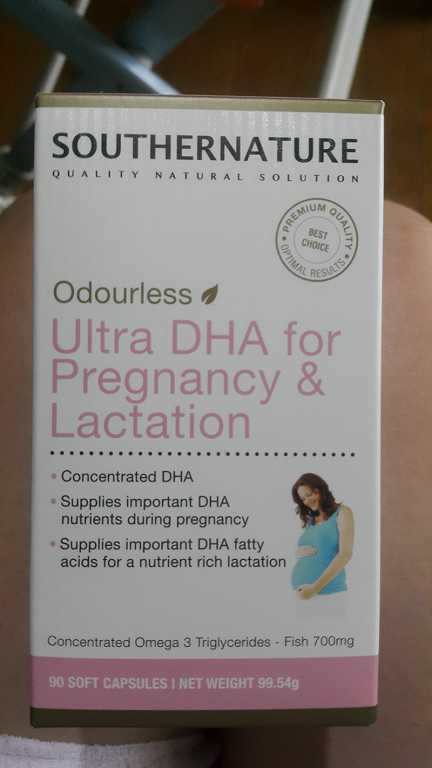 SOUTHERNATURE
QUALITY NATURAL SOLUTION
PREMIUM QUALITY
BEST
CHOICE
OPTIMAL RESULTS
Odourless
Ultra DHA for
Pregnancy &
Lactation
• Concentrated DHA
• Supplies important DHA
nutrients during pregnancy
• Supplies important DHA fatty
acids for a nutrient rich lactation
Concentrated Omega 3 Triglycerides - Fish 700mg
90 SOFT CAPSULES | NET WEIGHT 99.54g